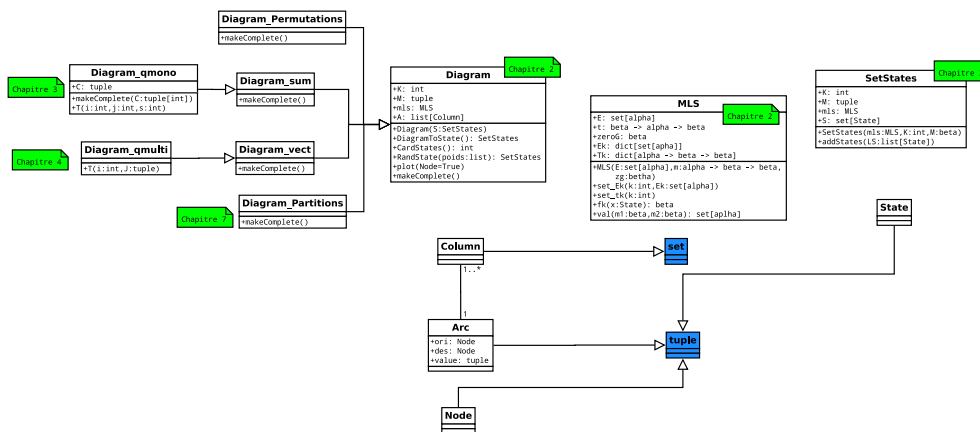 Diagram_Permutations
+makeComplete()
Chapitre 3
Diagram_qmono
+C: tuple
+makeComplete(C:tuple[int])
+T(i:int,j:int,s:int)
Diagram_sum
+makeComplete()
Chapitre 4
Diagram_qmulti
+T(i:int,J:tuple)
Diagram_vect
+makeComplete()
Chapitre 7
Diagram_Partitions
+makeComplete()
Chapitre 2
Diagram
+K: int
+M: tuple
+mls: MLS
+A: list[Column]
+Diagram(S:SetStates)
+DiagramToState(): SetStates
+CardStates(): int
+RandState(poids:list): SetStates
+plot(Node=True)
+makeComplete()
MLS
Chapitre 2
+E: set[alpha]
+t: beta -> alpha -> beta
+zeroG: beta
+Ek: dict[set[apha]]
+Tk: dict[alpha -> beta -> beta]
+MLS(E:set[alpha],m:alpha -> beta -> beta,
zg:betha)
+set_Ek(k:int,Ek:set[alpha])
+set_tk(k:int)
+fk(x:State): beta
+val(m1:beta,m2:beta): set[aplha]
Chapitre
SetStates
+K: int
+M: tuple
+mls: MLS
+S: set[State]
+SetStates(mls:MLS,K:int,M:beta)
+addStates(LS:list[State])
State
Column
set
1..*
1
Arc
+ori: Node
+des: Node
+value: tuple
tuple
Node